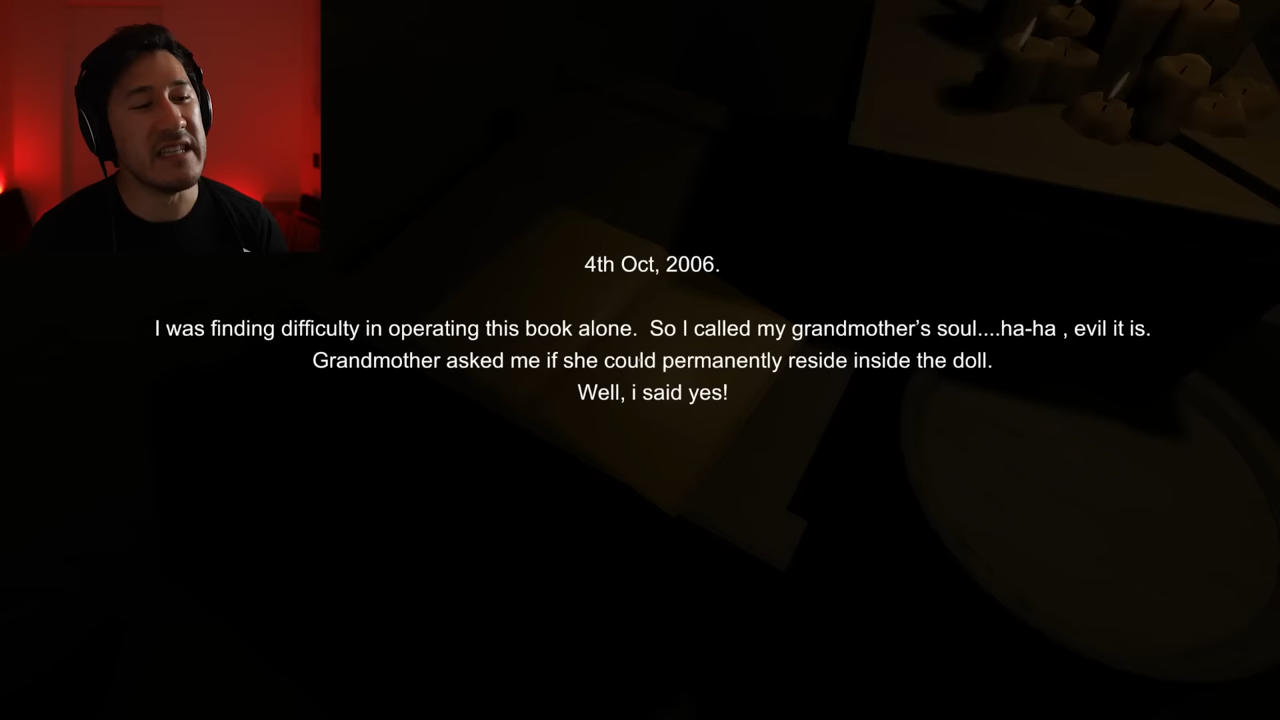 4th Oct, 2006.
I was finding difficulty in operating this book alone.  So I called my grandmother’s soul....ha-ha , evil it is.
Grandmother asked me if she could permanently reside inside the doll.
Well, i said yes!